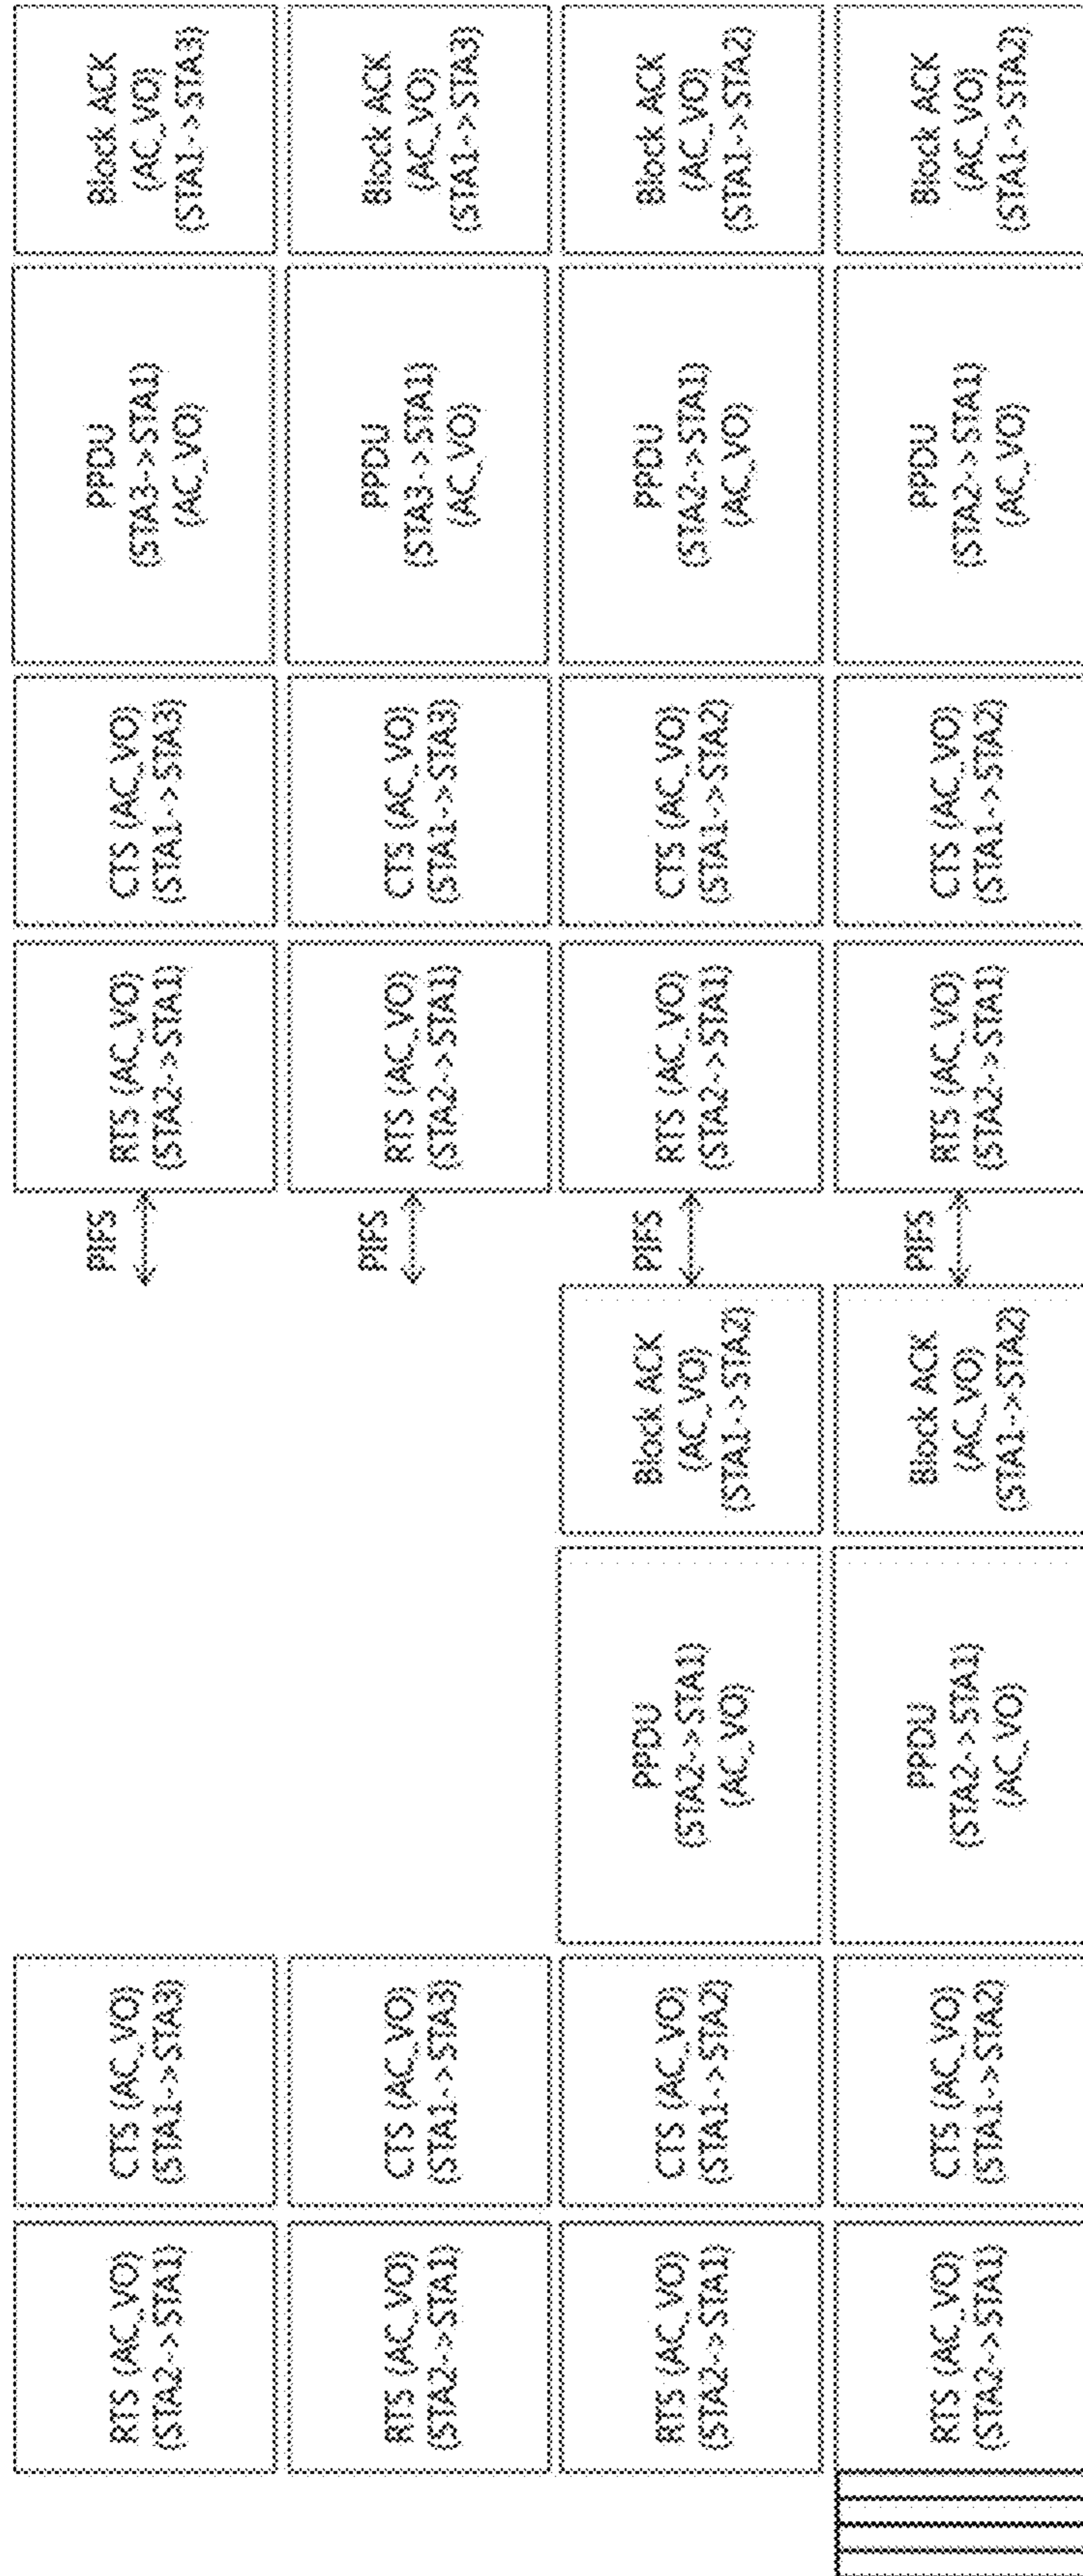 RTS (AC_VO)
(STA2->STA1)
CTS (AC_VO)
(STA1->STA3)
PIFS
RTS (AC_VO)
(STA2->STA1)
CTS (AC_VO)
(STA1->STA3)
PPDU
(STA3->STA1)
(AC_VO)
Block ACK
(AC_VO)
(STA1->STA3)
RTS (AC_VO)
(STA2->STA1)
CTS (AC_VO)
(STA1->STA3)
PIFS
RTS (AC_VO)
(STA2->STA1)
CTS (AC_VO)
(STA1->STA3)
PPDU
(STA3->STA1)
(AC_VO)
Block ACK
(AC_VO)
(STA1->STA3)
RTS (AC_VO)
(STA2->STA1)
CTS (AC_VO)
(STA1->STA2)
PPDU
(STA2->STA1)
(AC_VO)
Block ACK
(AC_VO)
(STA1->STA2)
PIFS
RTS (AC_VO)
(STA2->STA1)
CTS (AC_VO)
(STA1->STA2)
PPDU
(STA2->STA1)
(AC_VO)
Block ACK
(AC_VO)
(STA1->STA2)
RTS (AC_VO)
(STA2->STA1)
CTS (AC_VO)
(STA1->STA2)
PPDU
(STA2->STA1)
(AC_VO)
Block ACK
(AC_VO)
(STA1->STA2)
PIFS
RTS (AC_VO)
(STA2->STA1)
CTS (AC_VO)
(STA1->STA2)
PPDU
(STA2->STA1)
(AC_VO)
Block ACK
(AC_VO)
(STA1->STA2)